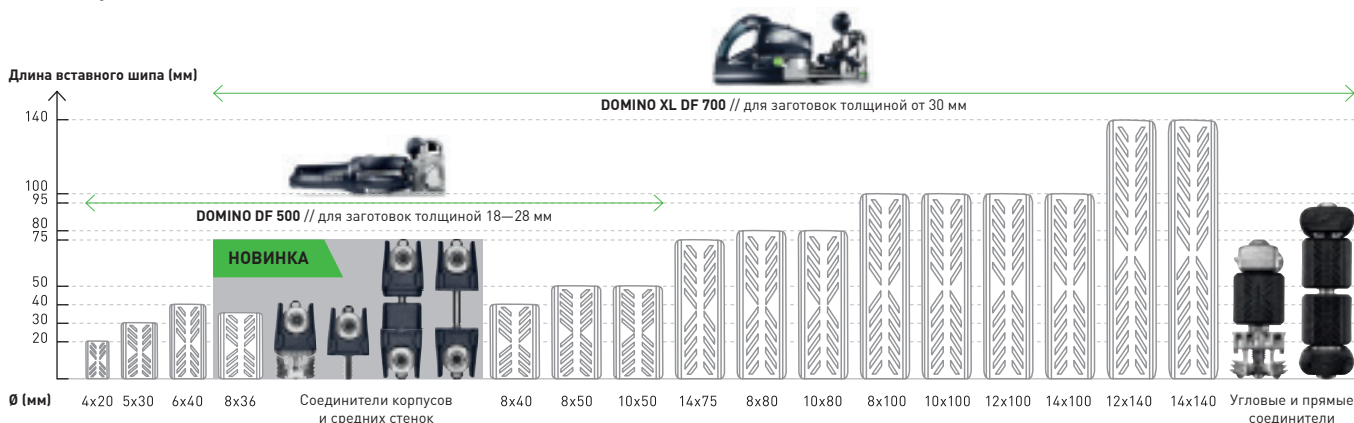 Длина вставного шипа (мм)
DOMINO XL DF 700 // для заготовок толщиной от 30 мм
140
100
95
DOMINO DF 500 // для заготовок толщиной 18—28 мм
80
75
НОВИНКА
50
40
30
20
Ø (мм) 4x20 5x30 6x40 8x36 Соединители корпусов 8x40 8x50 10x50 14x75 8x80 10x80 8x100 10x100 12x100 14x100 12x140 14x140 Угловые и прямые
и средних стенок соединители